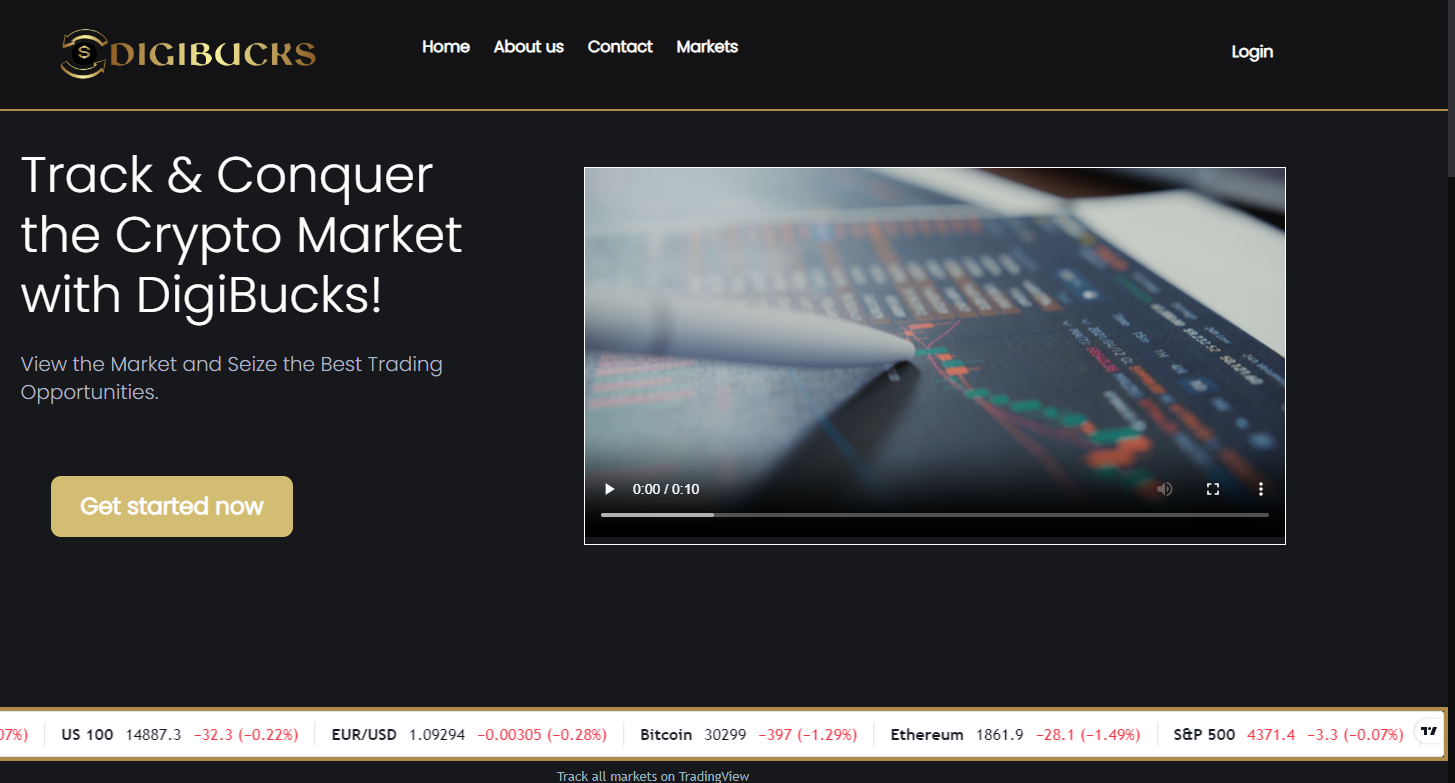 DIGIBUCKS
Home About us Contact Markets
Login
Track & Conquer
the Crypto Market
with DigiBucks!
View the Market and Seize the Best Trading
Opportunities.
Get started now
0:00 / 0:10
07%) US 100 14887.3 −32.3 (−0.22%) EUR/USD 1.09294 −0.00305 (−0.28%) Bitcoin 30299 −397 (−1.29%) Ethereum 1861.9 −28.1 (−1.49%) S&P 500 4371.4 −3.3 (−0.07%)
Track all markets on TradingView